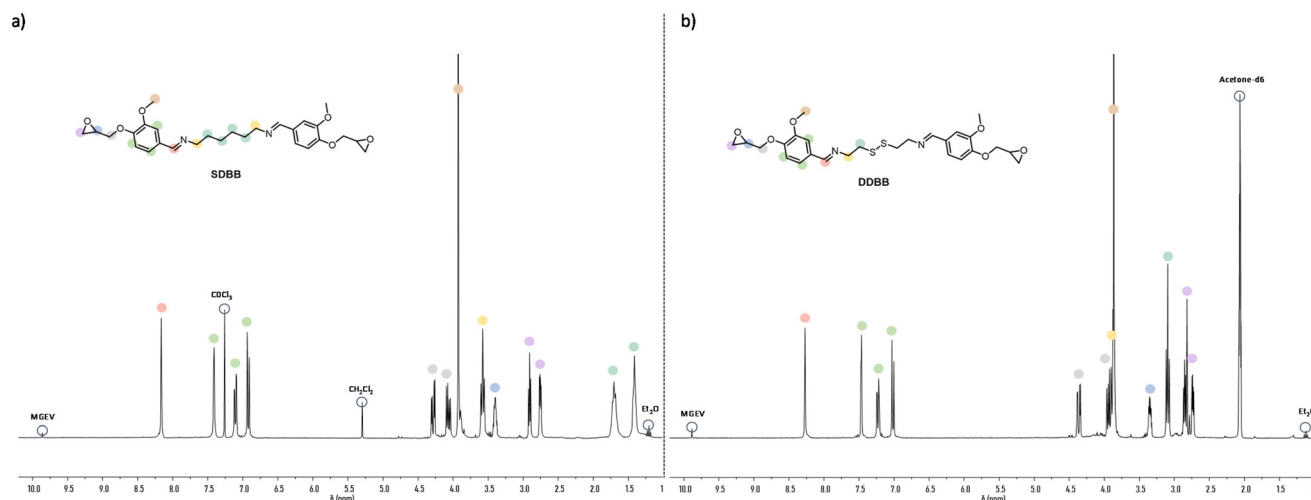 a)
SDBB
O
O
O
N
N
O
O
O
MGEV
CDCl3
CH2Cl2
Et2O
10.0 9.5 9.0 8.5 8.0 7.5 7.0 6.5 6.0 5.5 5.0 4.5 4.0 3.5 3.0 2.5 2.0 1.5 1
δ (ppm)
b)
DDBB
O
O
O
N
S
S
N
O
O
O
Acetone-d6
MGEV
Et2O
10.0 9.5 9.0 8.5 8.0 7.5 7.0 6.5 6.0 5.5 5.0 4.5 4.0 3.5 3.0 2.5 2.0 1.5
δ (ppm)